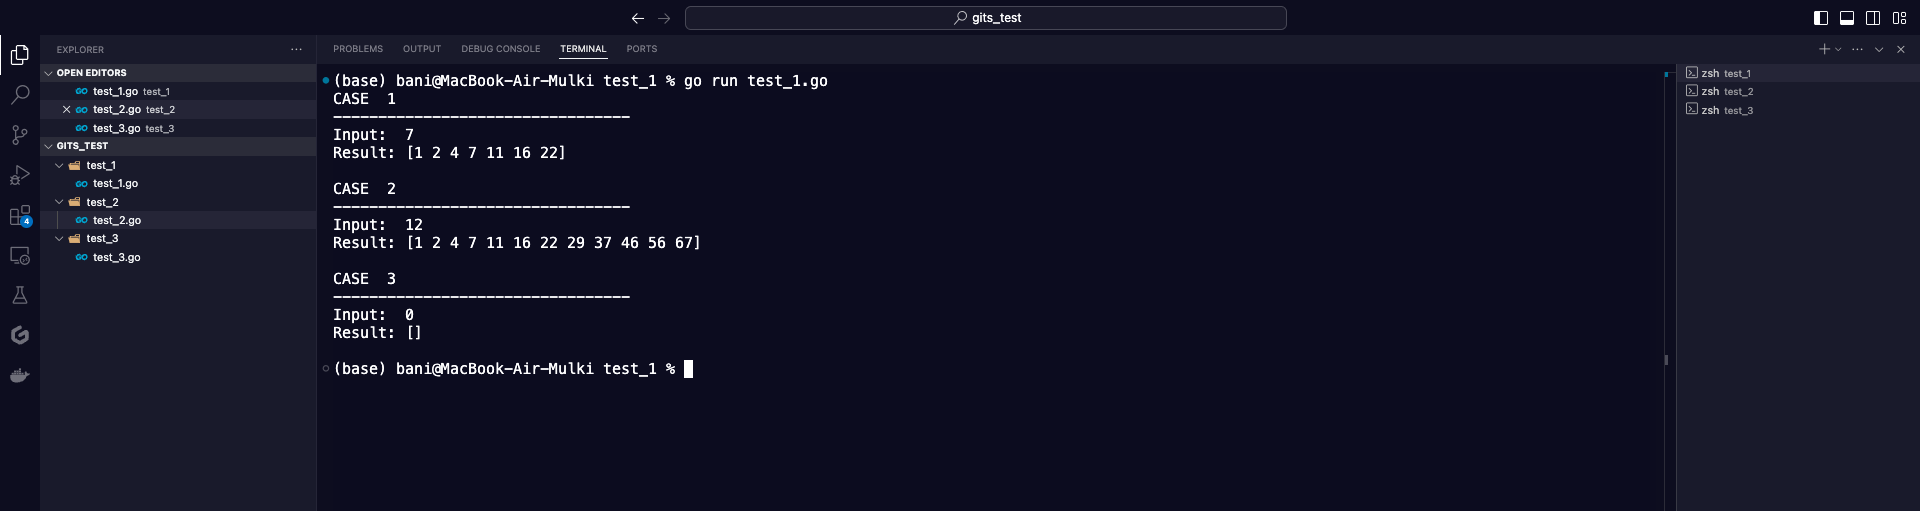 gits_test
EXPLORER
OPEN EDITORS
GO test_1.go test_1
GO test_2.go test_2
GO test_3.go test_3
GITS_TEST
test_1
GO test_1.go
test_2
GO test_2.go
test_3
GO test_3.go
4
PROBLEMS OUTPUT DEBUG CONSOLE TERMINAL PORTS
(base) bani@MacBook-Air-Mulki test_1 % go run test_1.go
CASE  1
---------------------------------
Input:  7
Result: [1 2 4 7 11 16 22]
CASE  2
---------------------------------
Input:  12
Result: [1 2 4 7 11 16 22 29 37 46 56 67]
CASE  3
---------------------------------
Input:  0
Result: []
(base) bani@MacBook-Air-Mulki test_1 %
zsh test_1
zsh test_2
zsh test_3